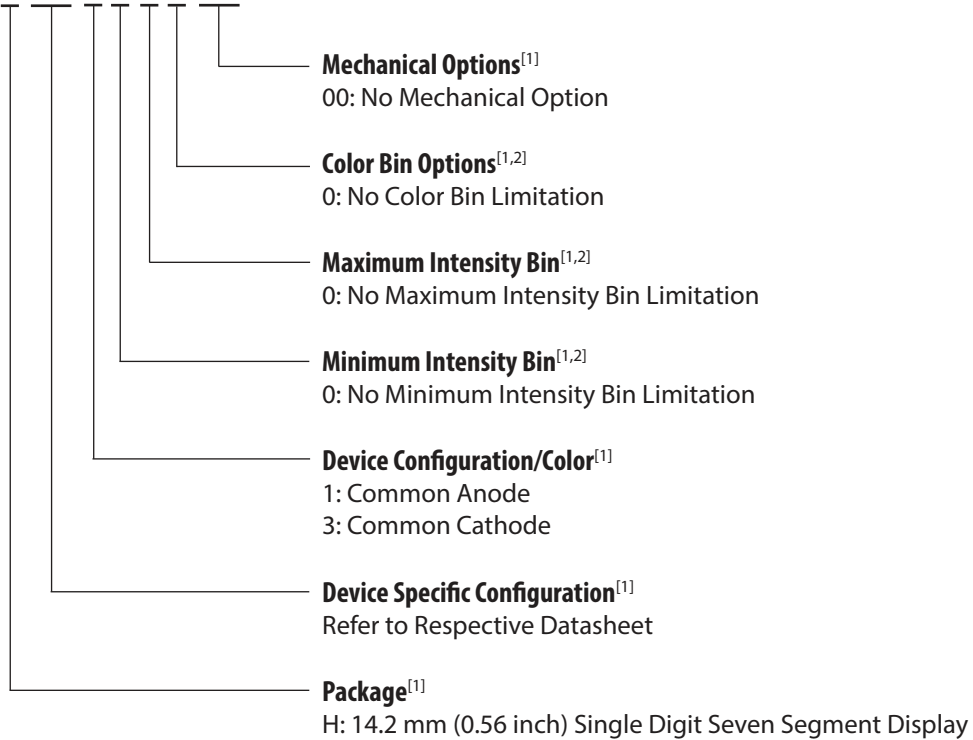 Mechanical Options[1]
00: No Mechanical Option
Color Bin Options[1,2]
0: No Color Bin Limitation
Maximum Intensity Bin[1,2]
0: No Maximum Intensity Bin Limitation
Minimum Intensity Bin[1,2]
0: No Minimum Intensity Bin Limitation
Device Configuration/Color[1]
1: Common Anode
3: Common Cathode
Device Specific Configuration[1]
Refer to Respective Datasheet
Package[1]
H: 14.2 mm (0.56 inch) Single Digit Seven Segment Display